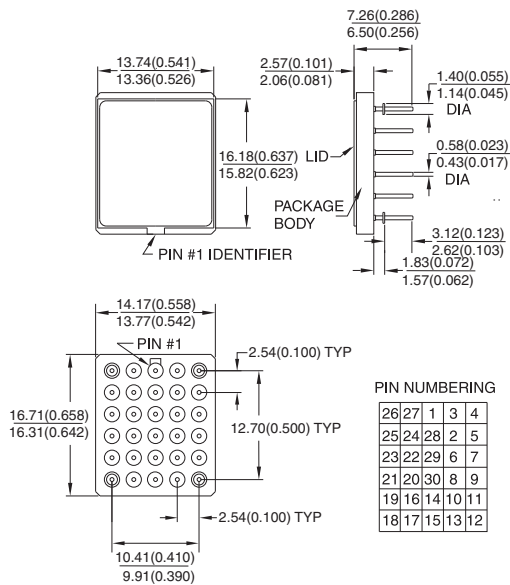 7.26(0.286)
6.50(0.256)
13.74(0.541)
13.36(0.526)
2.57(0.101)
2.06(0.081)
1.40(0.055)
1.14(0.045)
DIA
16.18(0.637)
15.82(0.623)
LID
0.58(0.023)
0.43(0.017)
DIA
PACKAGE
BODY
3.12(0.123)
2.62(0.103)
PIN #1 IDENTIFIER
1.83(0.072)
1.57(0.062)
14.17(0.558)
13.77(0.542)
PIN #1
2.54(0.100) TYP
16.71(0.658)
16.31(0.642)
12.70(0.500) TYP
2.54(0.100) TYP
10.41(0.410)
9.91(0.390)
PIN NUMBERING
26 27 1 3 4
25 24 28 2 5
23 22 29 6 7
21 20 30 8 9
19 16 14 10 11
18 17 15 13 12